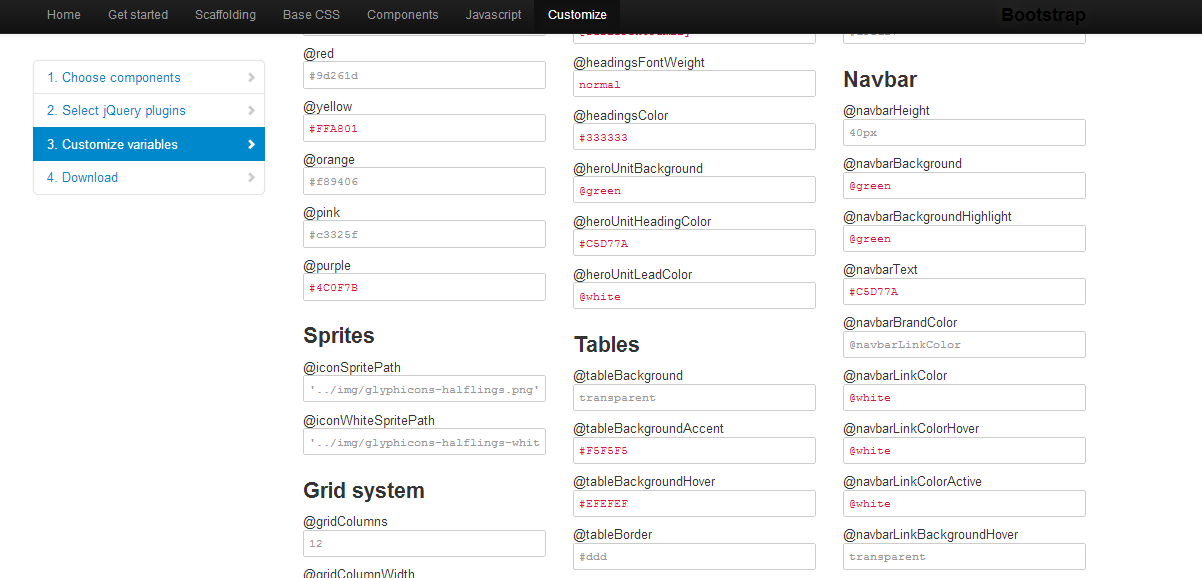 Home Get started Scaffolding Base CSS Components Javascript Customize Bootstrap
1. Choose components
2. Select jQuery plugins
3. Customize variables
4. Download
@red
#9d261d
@yellow
#FFA801
@orange
#f89406
@pink
#c3325f
@purple
#4C0F7B
Sprites
@iconSpritePath
'../img/glyphicons-halflings.png'
@iconWhiteSpritePath
'../img/glyphicons-halflings-whit
Grid system
@gridColumns
12
@gridColumnWidth
@headingsFontWeight
normal
@headingsColor
#333333
@heroUnitBackground
@green
@heroUnitHeadingColor
#C5D77A
@heroUnitLeadColor
@white
Tables
@tableBackground
transparent
@tableBackgroundAccent
#F5F5F5
@tableBackgroundHover
#EFEFEF
@tableBorder
#ddd
Navbar
@navbarHeight
40px
@navbarBackground
@green
@navbarBackgroundHighlight
@green
@navbarText
#C5D77A
@navbarBrandColor
@navbarLinkColor
@navbarLinkColor
@white
@navbarLinkColorHover
@white
@navbarLinkColorActive
@white
@navbarLinkBackgroundHover
transparent